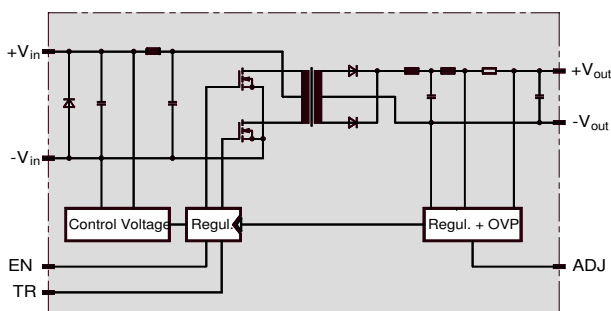 +Vin
+Vout
-Vout
-Vin
Control Voltage
Regul.
Regul. + OVP
EN
ADJ
TR